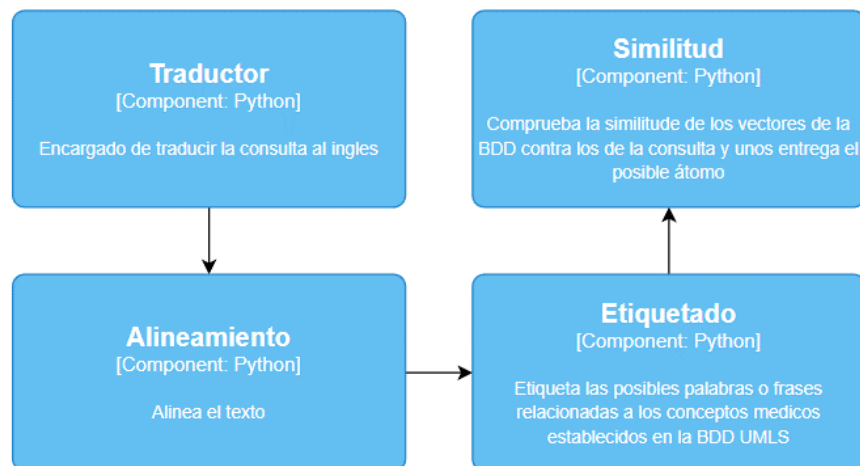 Traductor
[Component: Python]
Encargado de traducir la consulta al ingles
Alineamiento
[Component: Python]
Alinea el texto
Etiquetado
[Component: Python]
Etiqueta las posibles palabras o frases
relacionadas a los conceptos medicos
establecidos en la BDD UMLS
Similitud
[Component: Python]
Comprueba la similitude de los vectores de la
BDD contra los de la consulta y unos entrega el
posible átomo